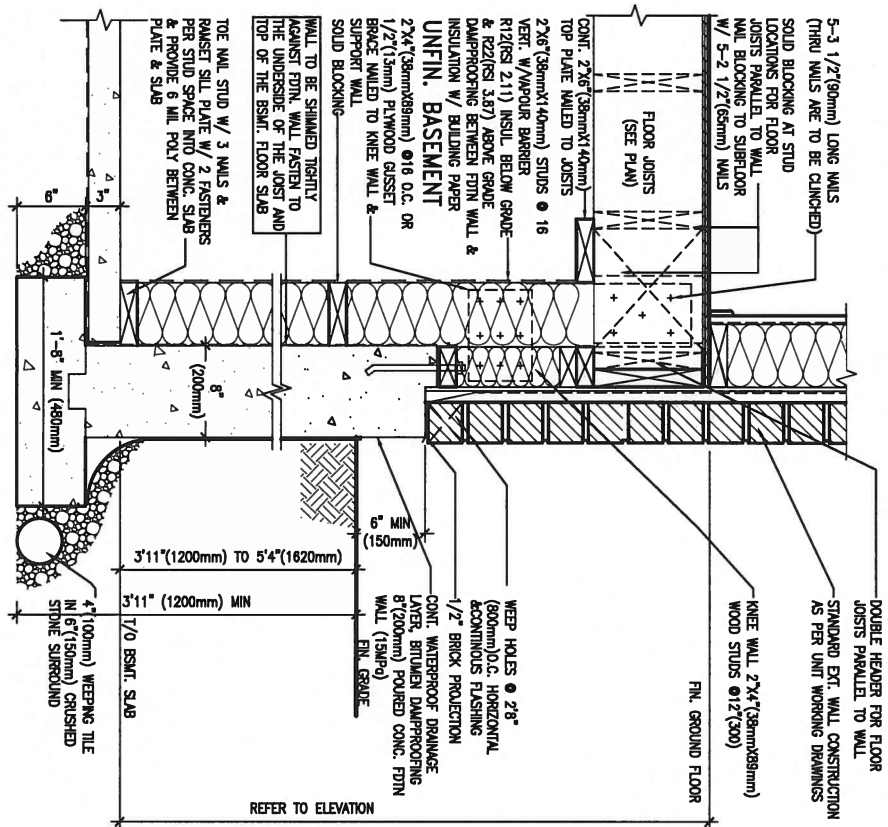 5-3 1/2"(90mm) LONG NAILS
(THRU NAILS ARE TO BE CLINCHED)
SOLID BLOCKING AT STUD
LOCATIONS FOR FLOOR
JOISTS PARALLEL TO WALL
NAIL BLOCKING TO SUBFLOOR
W/ 5-2 1/2"(65mm) NAILS
FLOOR JOISTS
(SEE PLAN)
CONT. 2"X6"(38mmX140mm)
TOP PLATE NAILED TO JOISTS
2"X6"(38mmX140mm) STUDS @ 16
VERT. W/VAPOUR BARRIER
R12(RSI 2.11) INSUL. BELOW GRADE
& R22(RSI 3.87) ABOVE GRADE
DAMPPROOFING BETWEEN FDTN WALL &
INSULATION W/ BUILDING PAPER
UNFIN. BASEMENT
2"X4"(38mmX89mm) @16 O.C. OR
1/2"(13mm) PLYWOOD GUSSET
BRACE NAILED TO KNEE WALL &
SUPPORT WALL
SOLID BLOCKING
WALL TO BE SHIMMED TIGHTLY
AGAINST FDTN. WALL FASTEN TO
THE UNDERSIDE OF THE JOIST AND
TOP OF THE BSMT. FLOOR SLAB
TOE NAIL STUD W/ 3 NAILS &
RAMSET SILL PLATE W/ 2 FASTENERS
PER STUD SPACE INTO CONC. SLAB
& PROVIDE 6 MIL POLY BETWEEN
PLATE & SLAB
6"
3"
1'-8" MIN (480mm)
8"
(200mm)
DOUBLE HEADER FOR FLOOR
JOISTS PARALLEL TO WALL
STANDARD EXT. WALL CONSTRUCTION
AS PER UNIT WORKING DRAWINGS
KNEE WALL 2"X4"(38mmX89mm)
WOOD STUDS @12"(300)
FIN. GROUND FLOOR
WEEP HOLES @ 2'8"
(800mm)O.C. HORIZONTAL
&CONTINOUS FLASHING
1/2" BRICK PROJECTION
CONT. WATERPROOF DRAINAGE
LAYER, BITUMEN DAMPPROOFING
8"(200mm) POURED CONC. FDTN
WALL (15MPa)
6" MIN
(150mm)
FIN. GRADE
3'11"(1200mm) TO 5'4"(1620mm)
3'11" (1200mm) MIN
T/O BSMT. SLAB
4"(100mm) WEEPING TILE
IN 6"(150mm) CRUSHED
STONE SURROUND
REFER TO ELEVATION